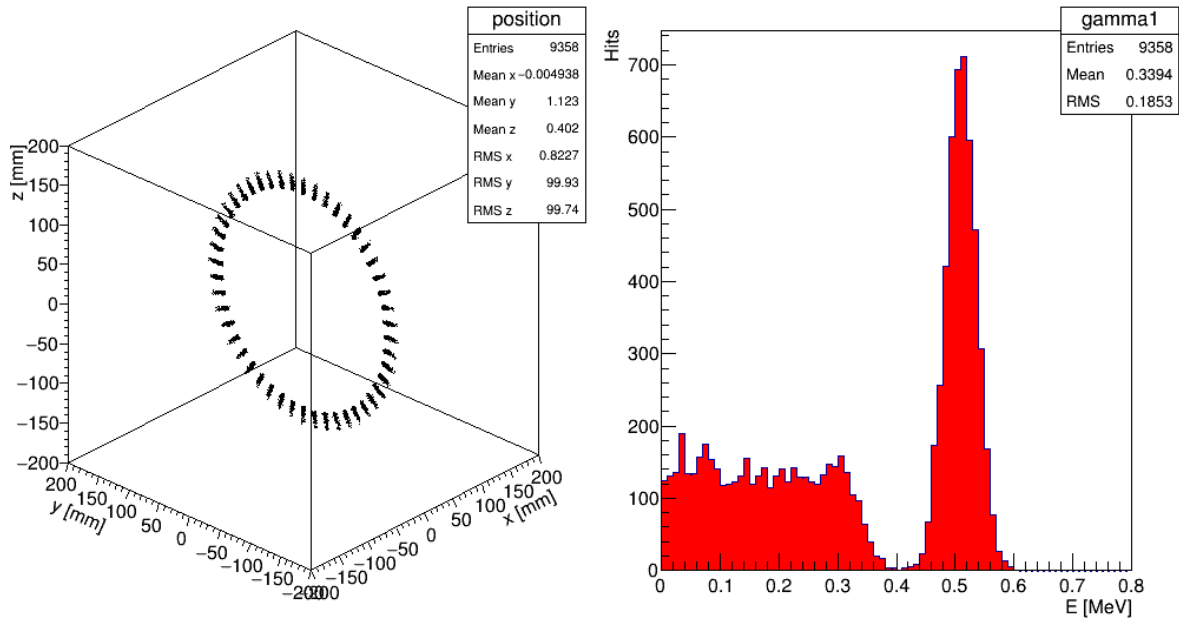 position
Entries 9358
Mean x −0.004938
Mean y 1.123
Mean z 0.402
RMS x 0.8227
RMS y 99.93
RMS z 99.74
z [mm]
200
150
100
50
0
−50
−100
−150
−200
200
150
100
50
0
−50
−100
−150
−200
y [mm]
200
150
100
50
0
−50
−100
−150
−200
x [mm]
gamma1
Entries 9358
Mean 0.3394
RMS 0.1853
Hits
700
600
500
400
300
200
100
0
0 0.1 0.2 0.3 0.4 0.5 0.6 0.7 0.8
E [MeV]